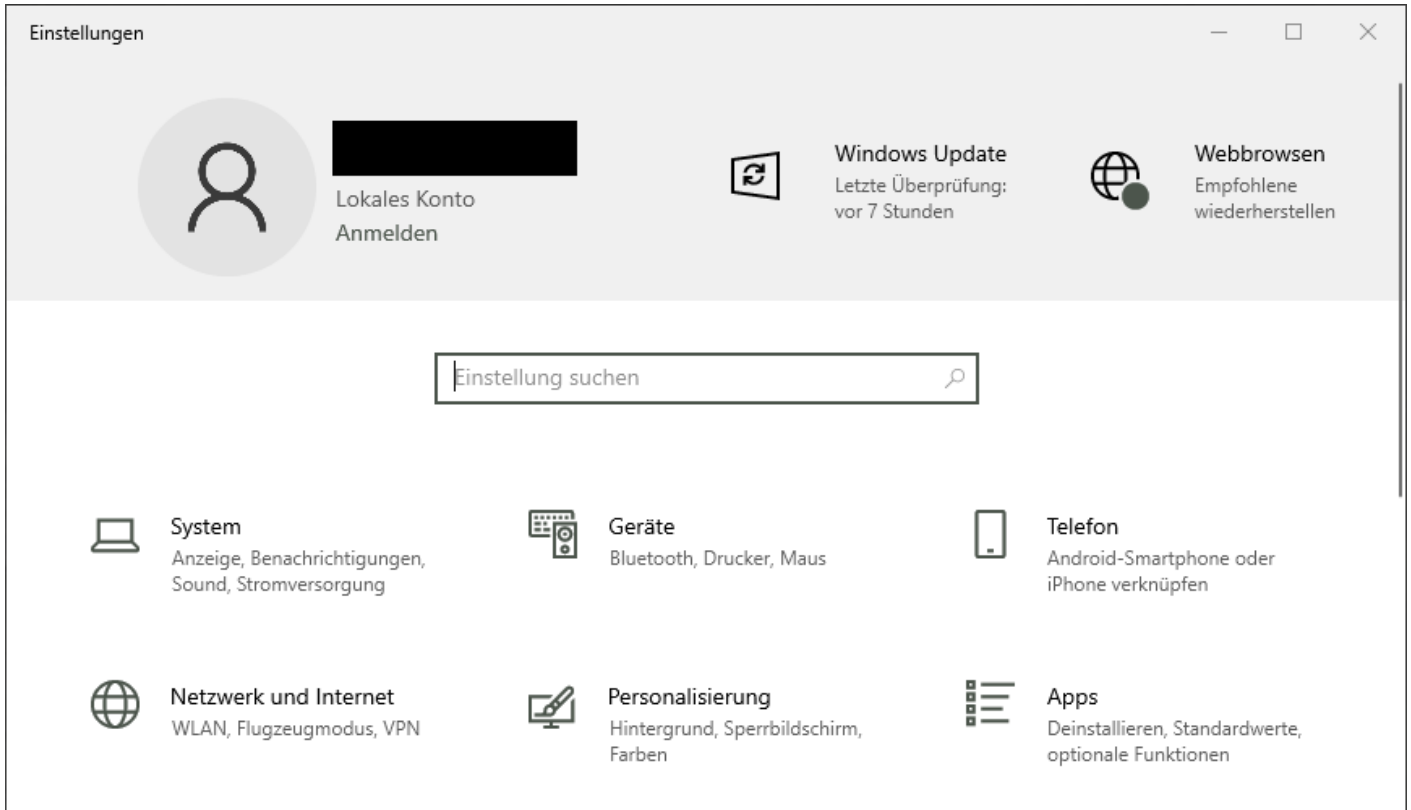 Einstellungen
Lokales Konto
Anmelden
Windows Update
Letzte Überprüfung:
vor 7 Stunden
Webbrowsen
Empfohlene
wiederherstellen
Einstellung suchen
System
Anzeige, Benachrichtigungen,
Sound, Stromversorgung
Geräte
Bluetooth, Drucker, Maus
Telefon
Android-Smartphone oder
iPhone verknüpfen
Netzwerk und Internet
WLAN, Flugzeugmodus, VPN
Personalisierung
Hintergrund, Sperrbildschirm,
Farben
Apps
Deinstallieren, Standardwerte,
optionale Funktionen